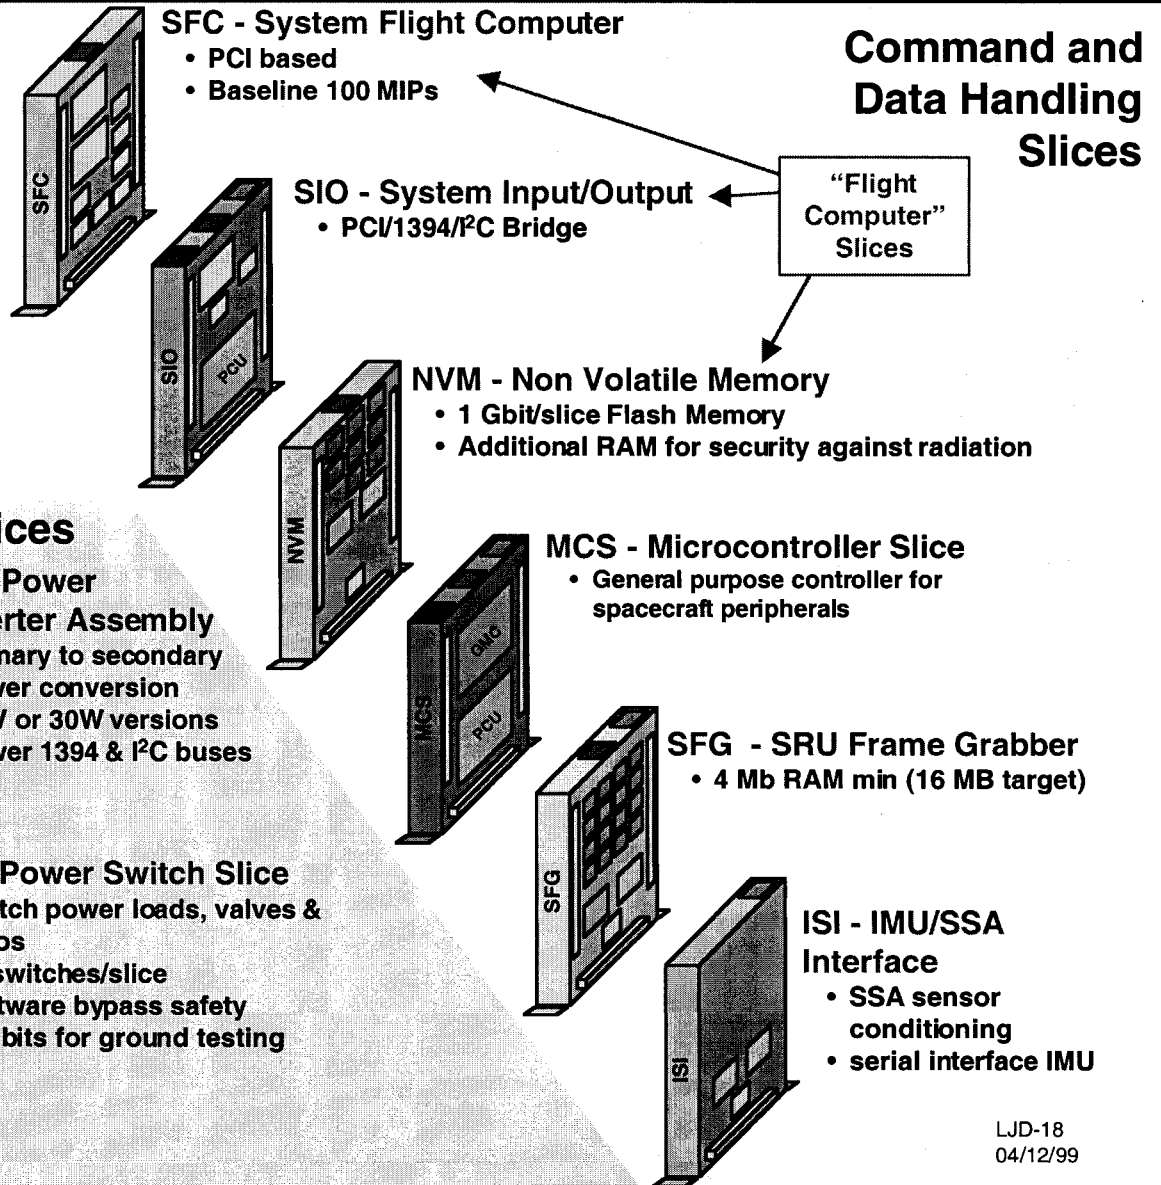 SFC - System Flight Computer
• PCI based
• Baseline 100 MIPs
Command and
Data Handling
Slices
"Flight
Computer"
Slices
SFC
SIO - System Input/Output
• PCI/1394/I²C Bridge
SIO
PCU
NVM - Non Volatile Memory
• 1 Gbit/slice Flash Memory
• Additional RAM for security against radiation
NVM
MCS - Microcontroller Slice
• General purpose controller for
spacecraft peripherals
MCS
GMC
PCU
SFG - SRU Frame Grabber
• 4 Mb RAM min (16 MB target)
SFG
ISI - IMU/SSA
Interface
• SSA sensor
conditioning
• serial interface IMU
ISI
ices
Power
erter Assembly
nary to secondary
ver conversion
V or 30W versions
ver 1394 & I²C buses
Power Switch Slice
tch power loads, valves &
os
switches/slice
tware bypass safety
bits for ground testing
LJD-18
04/12/99